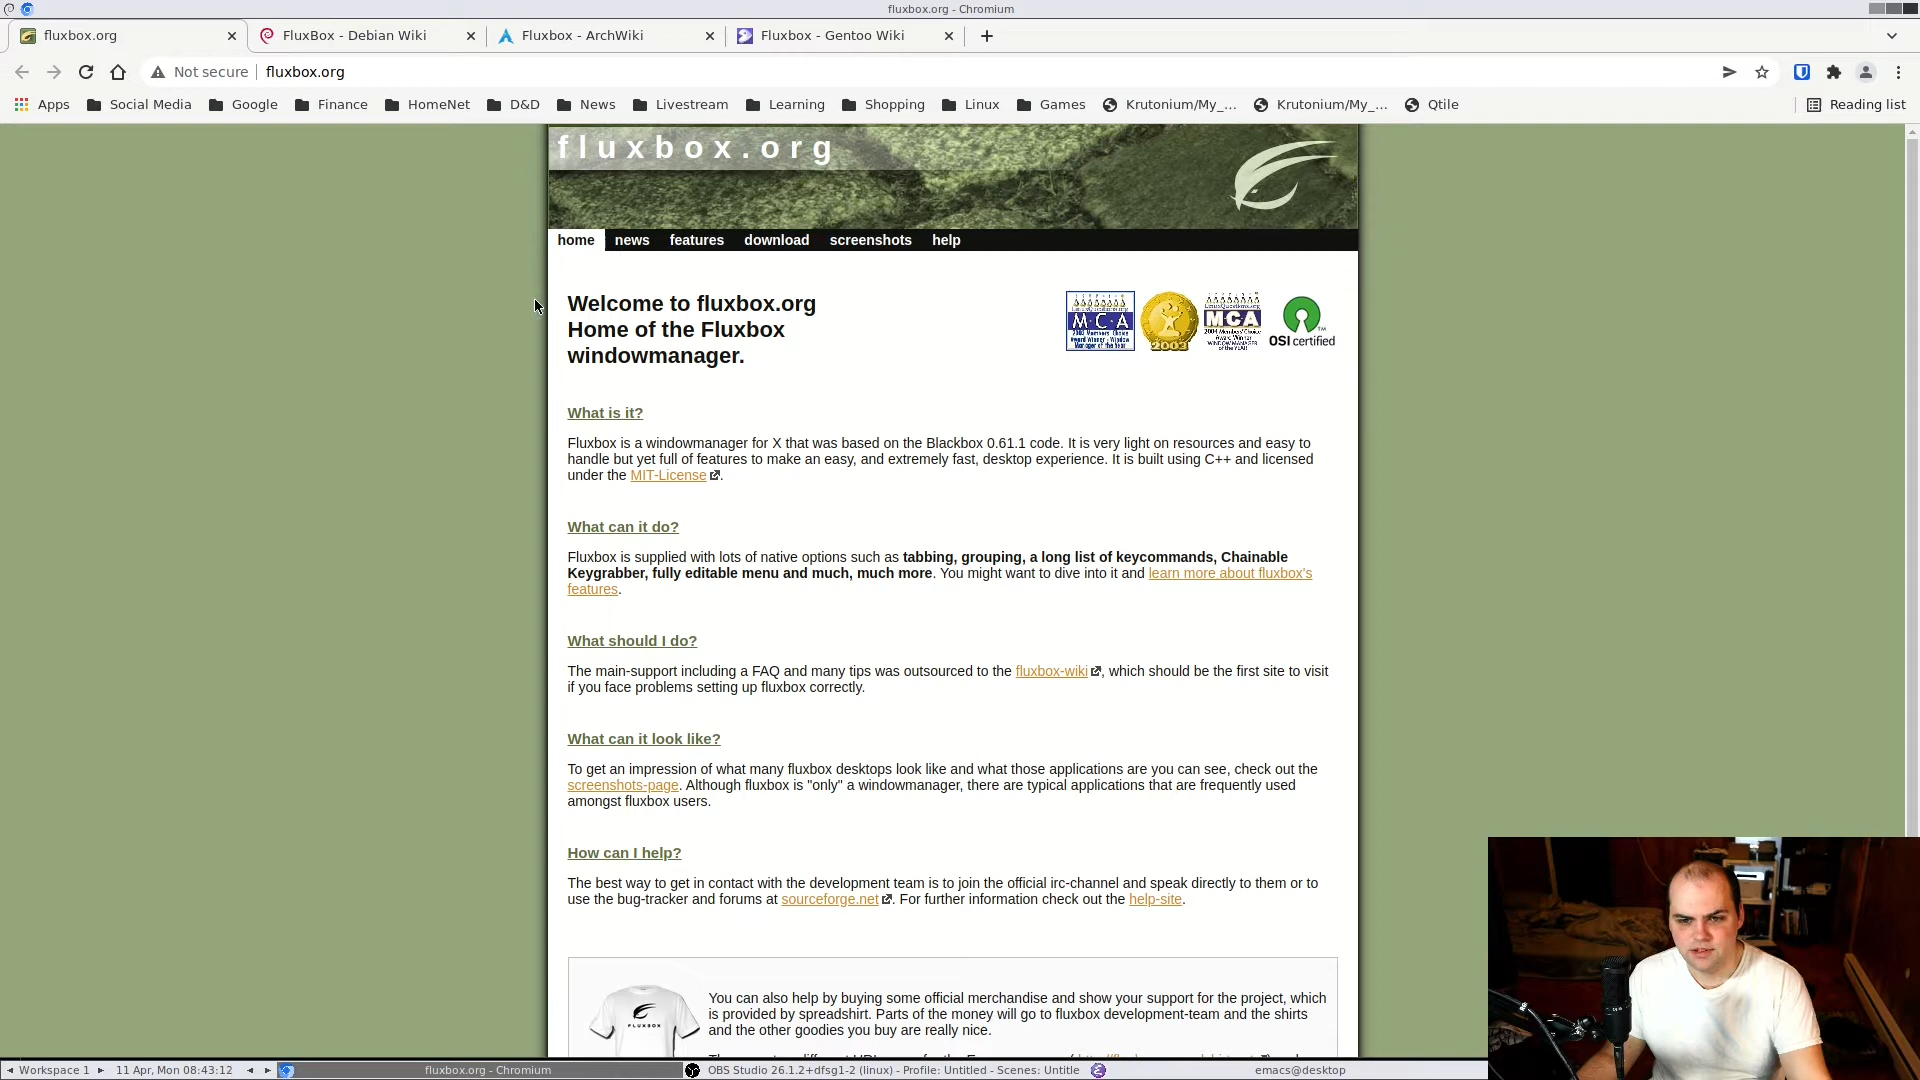 fluxbox.org - Chromium
fluxbox.org
FluxBox - Debian Wiki
Fluxbox - ArchWiki
Fluxbox - Gentoo Wiki
Not secure
fluxbox.org
Apps
Social Media
Google
Finance
HomeNet
D&D
News
Livestream
Learning
Shopping
Linux
Games
Krutonium/My_...
Krutonium/My_...
Qtile
Reading list
fluxbox.org
home
news
features
download
screenshots
help
Welcome to fluxbox.org
Home of the Fluxbox
windowmanager.
MCA
2003
MCA
OSI certified
TM
What is it?
Fluxbox is a windowmanager for X that was based on the Blackbox 0.61.1 code. It is very light on resources and easy to
handle but yet full of features to make an easy, and extremely fast, desktop experience. It is built using C++ and licensed
under the MIT-License.
What can it do?
Fluxbox is supplied with lots of native options such as tabbing, grouping, a long list of keycommands, Chainable
Keygrabber, fully editable menu and much, much more. You might want to dive into it and learn more about fluxbox's
features.
What should I do?
The main-support including a FAQ and many tips was outsourced to the fluxbox-wiki, which should be the first site to visit
if you face problems setting up fluxbox correctly.
What can it look like?
To get an impression of what many fluxbox desktops look like and what those applications are you can see, check out the
screenshots-page. Although fluxbox is "only" a windowmanager, there are typical applications that are frequently used
amongst fluxbox users.
How can I help?
The best way to get in contact with the development team is to join the official irc-channel and speak directly to them or to
use the bug-tracker and forums at sourceforge.net. For further information check out the help-site.
FLUXBOX
You can also help by buying some official merchandise and show your support for the project, which
is provided by spreadshirt. Parts of the money will go to fluxbox development-team and the shirts
and the other goodies you buy are really nice.
Workspace 1
11 Apr, Mon 08:43:12
fluxbox.org - Chromium
OBS Studio 26.1.2+dfsg1-2 (linux) - Profile: Untitled - Scenes: Untitle
emacs@desktop